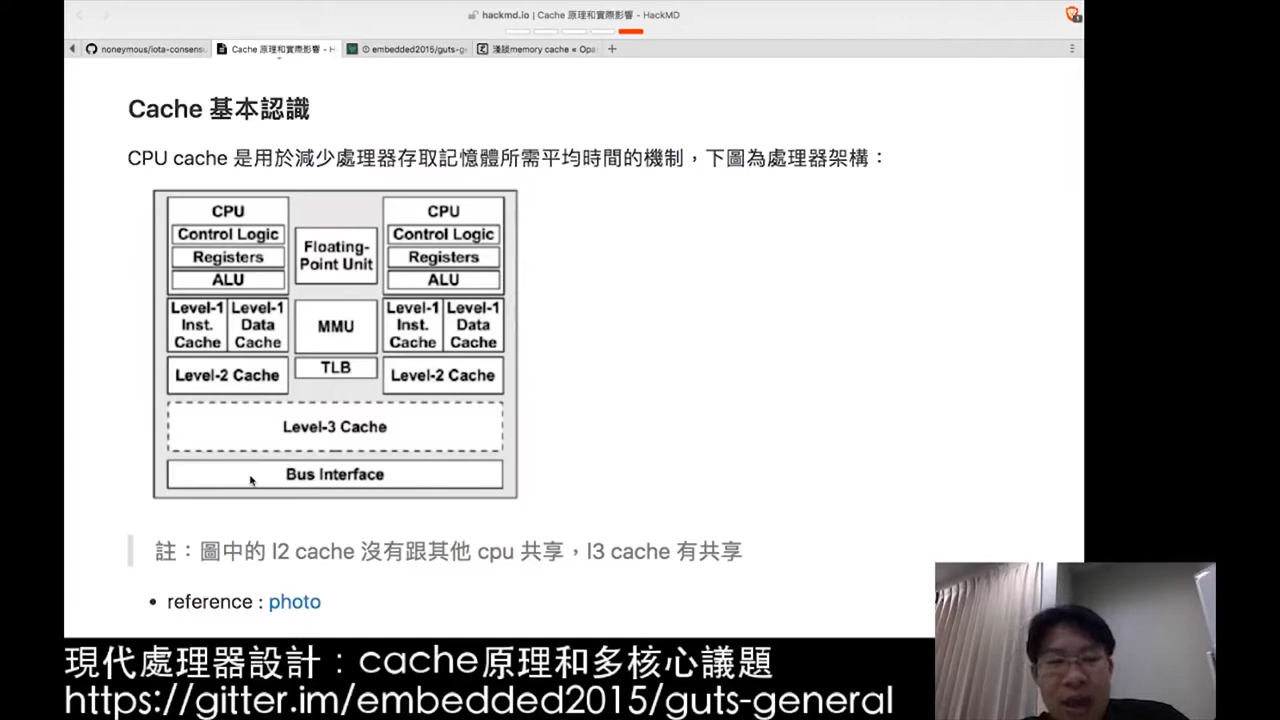 hackmd.io | Cache 原理和實際影響 - HackMD
noneymous/iota-consensu
Cache 原理和實際影響 - H
embedded2015/guts-g
淺談memory cache « Opa
Cache 基本認識
CPU cache 是用於減少處理器存取記憶體所需平均時間的機制，下圖為處理器架構：
CPU
Control Logic
Registers
ALU
Level-1 Inst. Cache
Level-1 Data Cache
Level-2 Cache
Floating-Point Unit
MMU
TLB
CPU
Control Logic
Registers
ALU
Level-1 Inst. Cache
Level-1 Data Cache
Level-2 Cache
Level-3 Cache
Bus Interface
註：圖中的 l2 cache 沒有跟其他 cpu 共享，l3 cache 有共享
• reference : photo
現代處理器設計：cache原理和多核心議題
https://gitter.im/embedded2015/guts-general